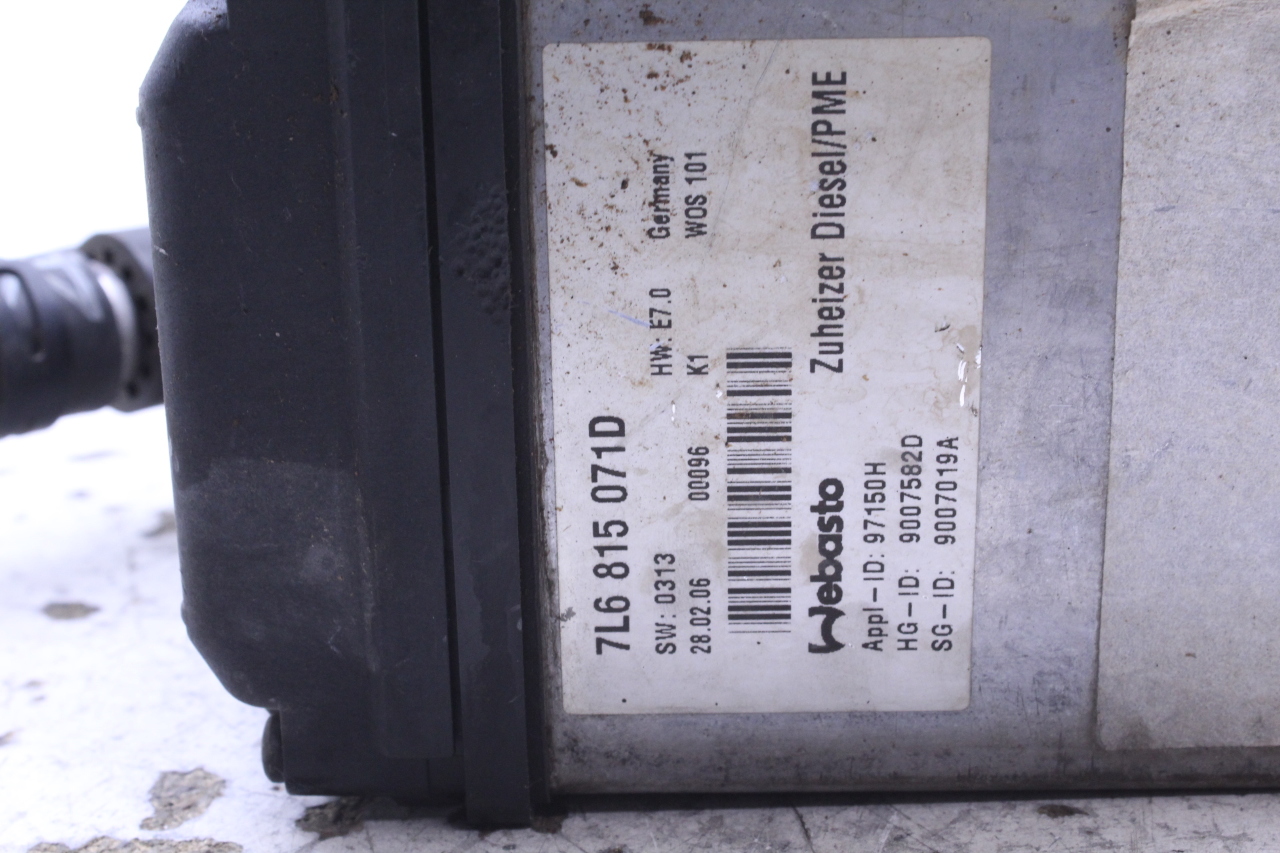 7L6 815 071D
SW: 0313 HW: E7.0 Germany
28.02.06 00096 K1 WOS 101
Webasto Zuheizer Diesel/PME
Appl-ID: 97150H
HG-ID: 9007582D
SG-ID: 9007019A